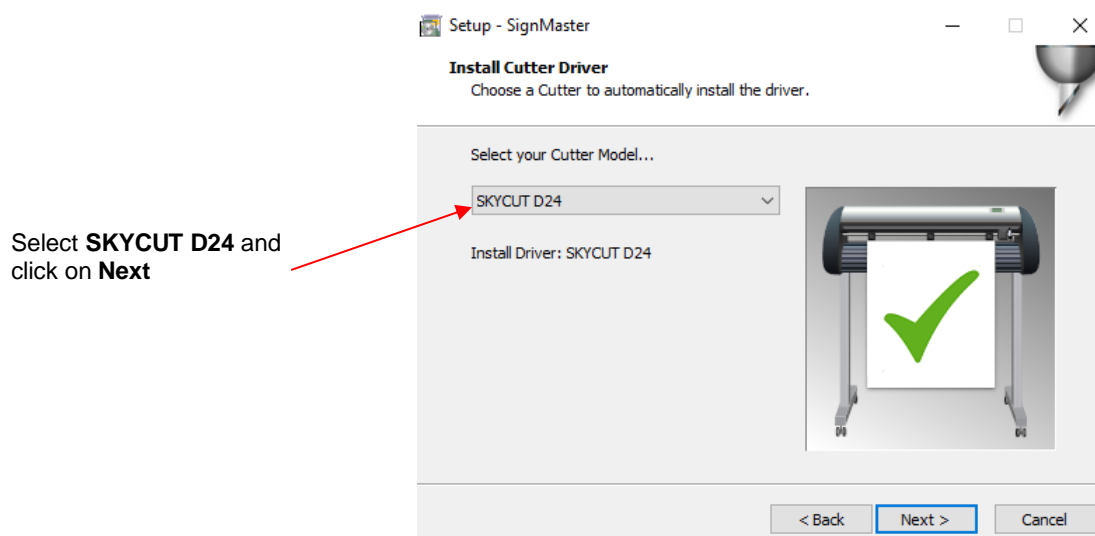 Setup - SignMaster
Install Cutter Driver
Choose a Cutter to automatically install the driver.
Select your Cutter Model...
SKYCUT D24
Install Driver: SKYCUT D24
Select SKYCUT D24 and
click on Next
< Back Next > Cancel